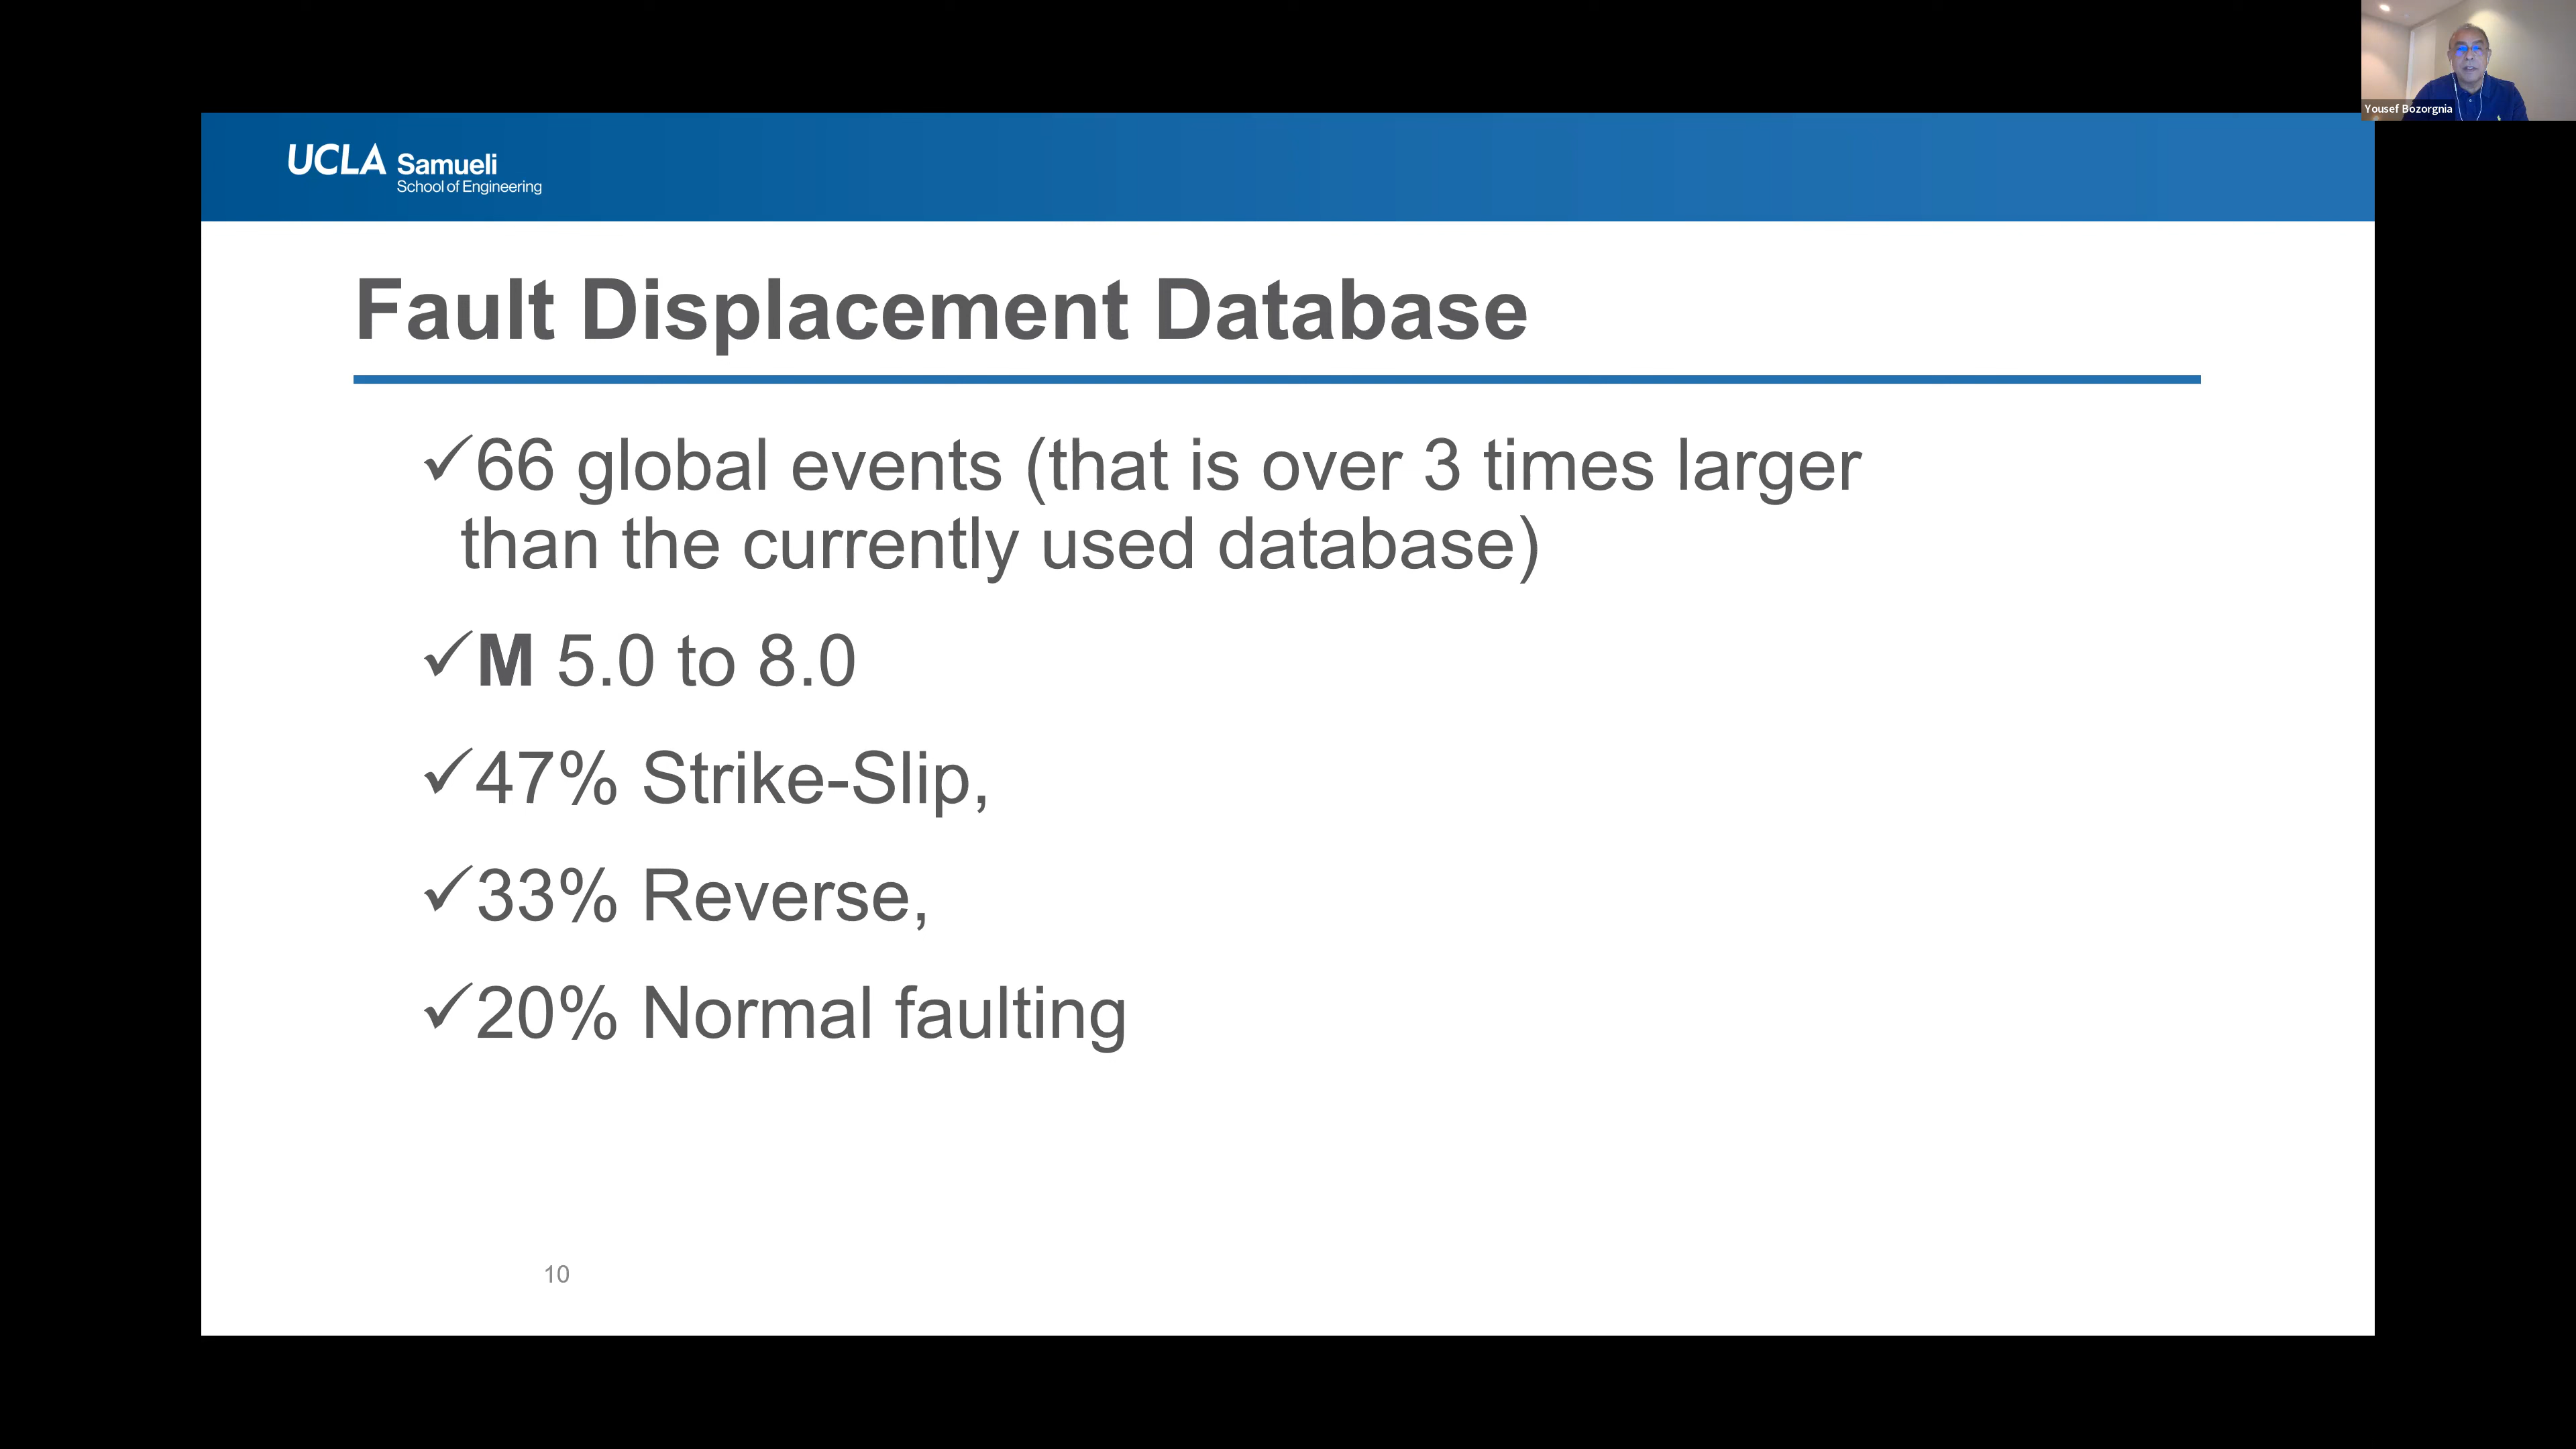 Yousef Bozorgnia
UCLA Samueli
School of Engineering
Fault Displacement Database
✓66 global events (that is over 3 times larger
than the currently used database)
✓M 5.0 to 8.0
✓47% Strike-Slip,
✓33% Reverse,
✓20% Normal faulting
10